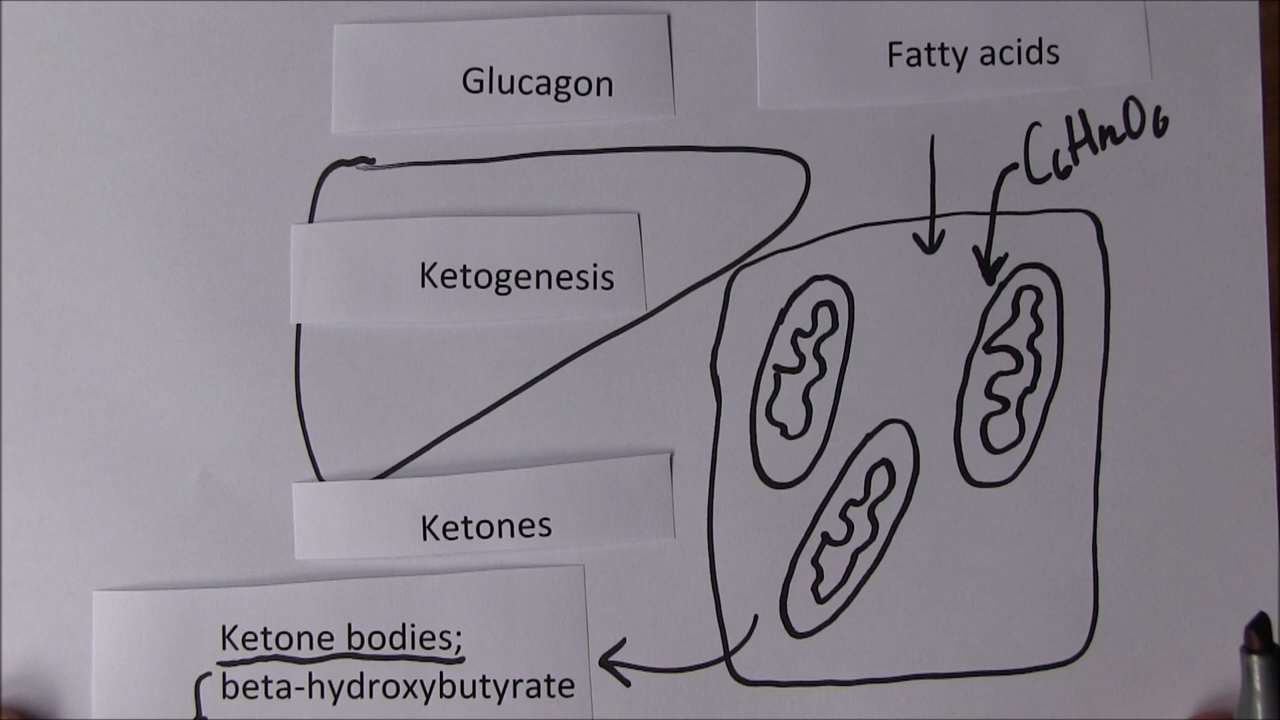 Glucagon
Fatty acids
C6H12O6
Ketogenesis
Ketones
Ketone bodies;
beta-hydroxybutyrate